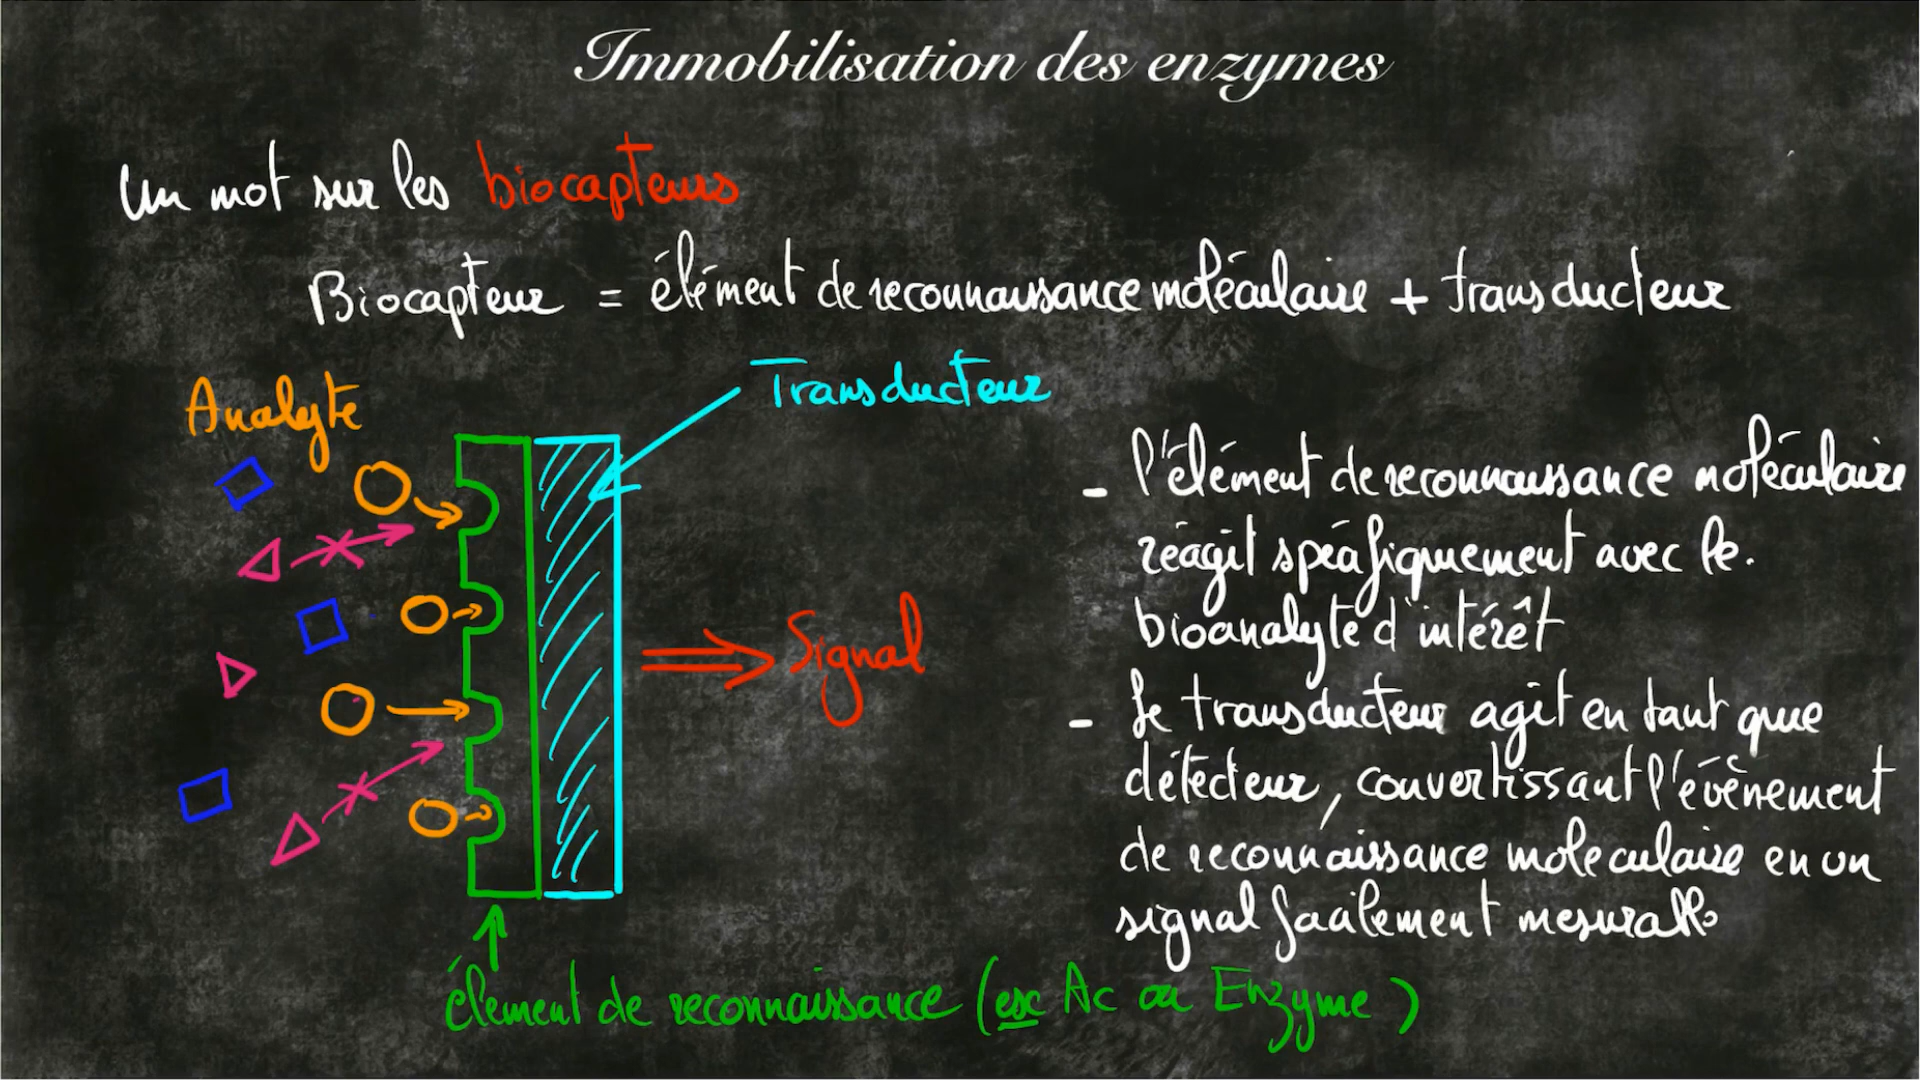 Immobilisation des enzymes
Un mot sur les biocapteurs
Biocapteur = élément de reconnaissance moléculaire + transducteur
Transducteur
Analyte
- l'élément de reconnaissance moléculaire
réagit spécifiquement avec le.
bioanalyte d'intérêt
Signal
- Le transducteur agit en tant que
détecteur, convertissant l'évènement
de reconnaissance moleculaire en un
signal facilement mesurable
élément de reconnaissance (ex Ac ou Enzyme)